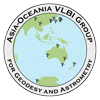 Asia-Oceania VLBI Group
for Geodesy and Astrometry